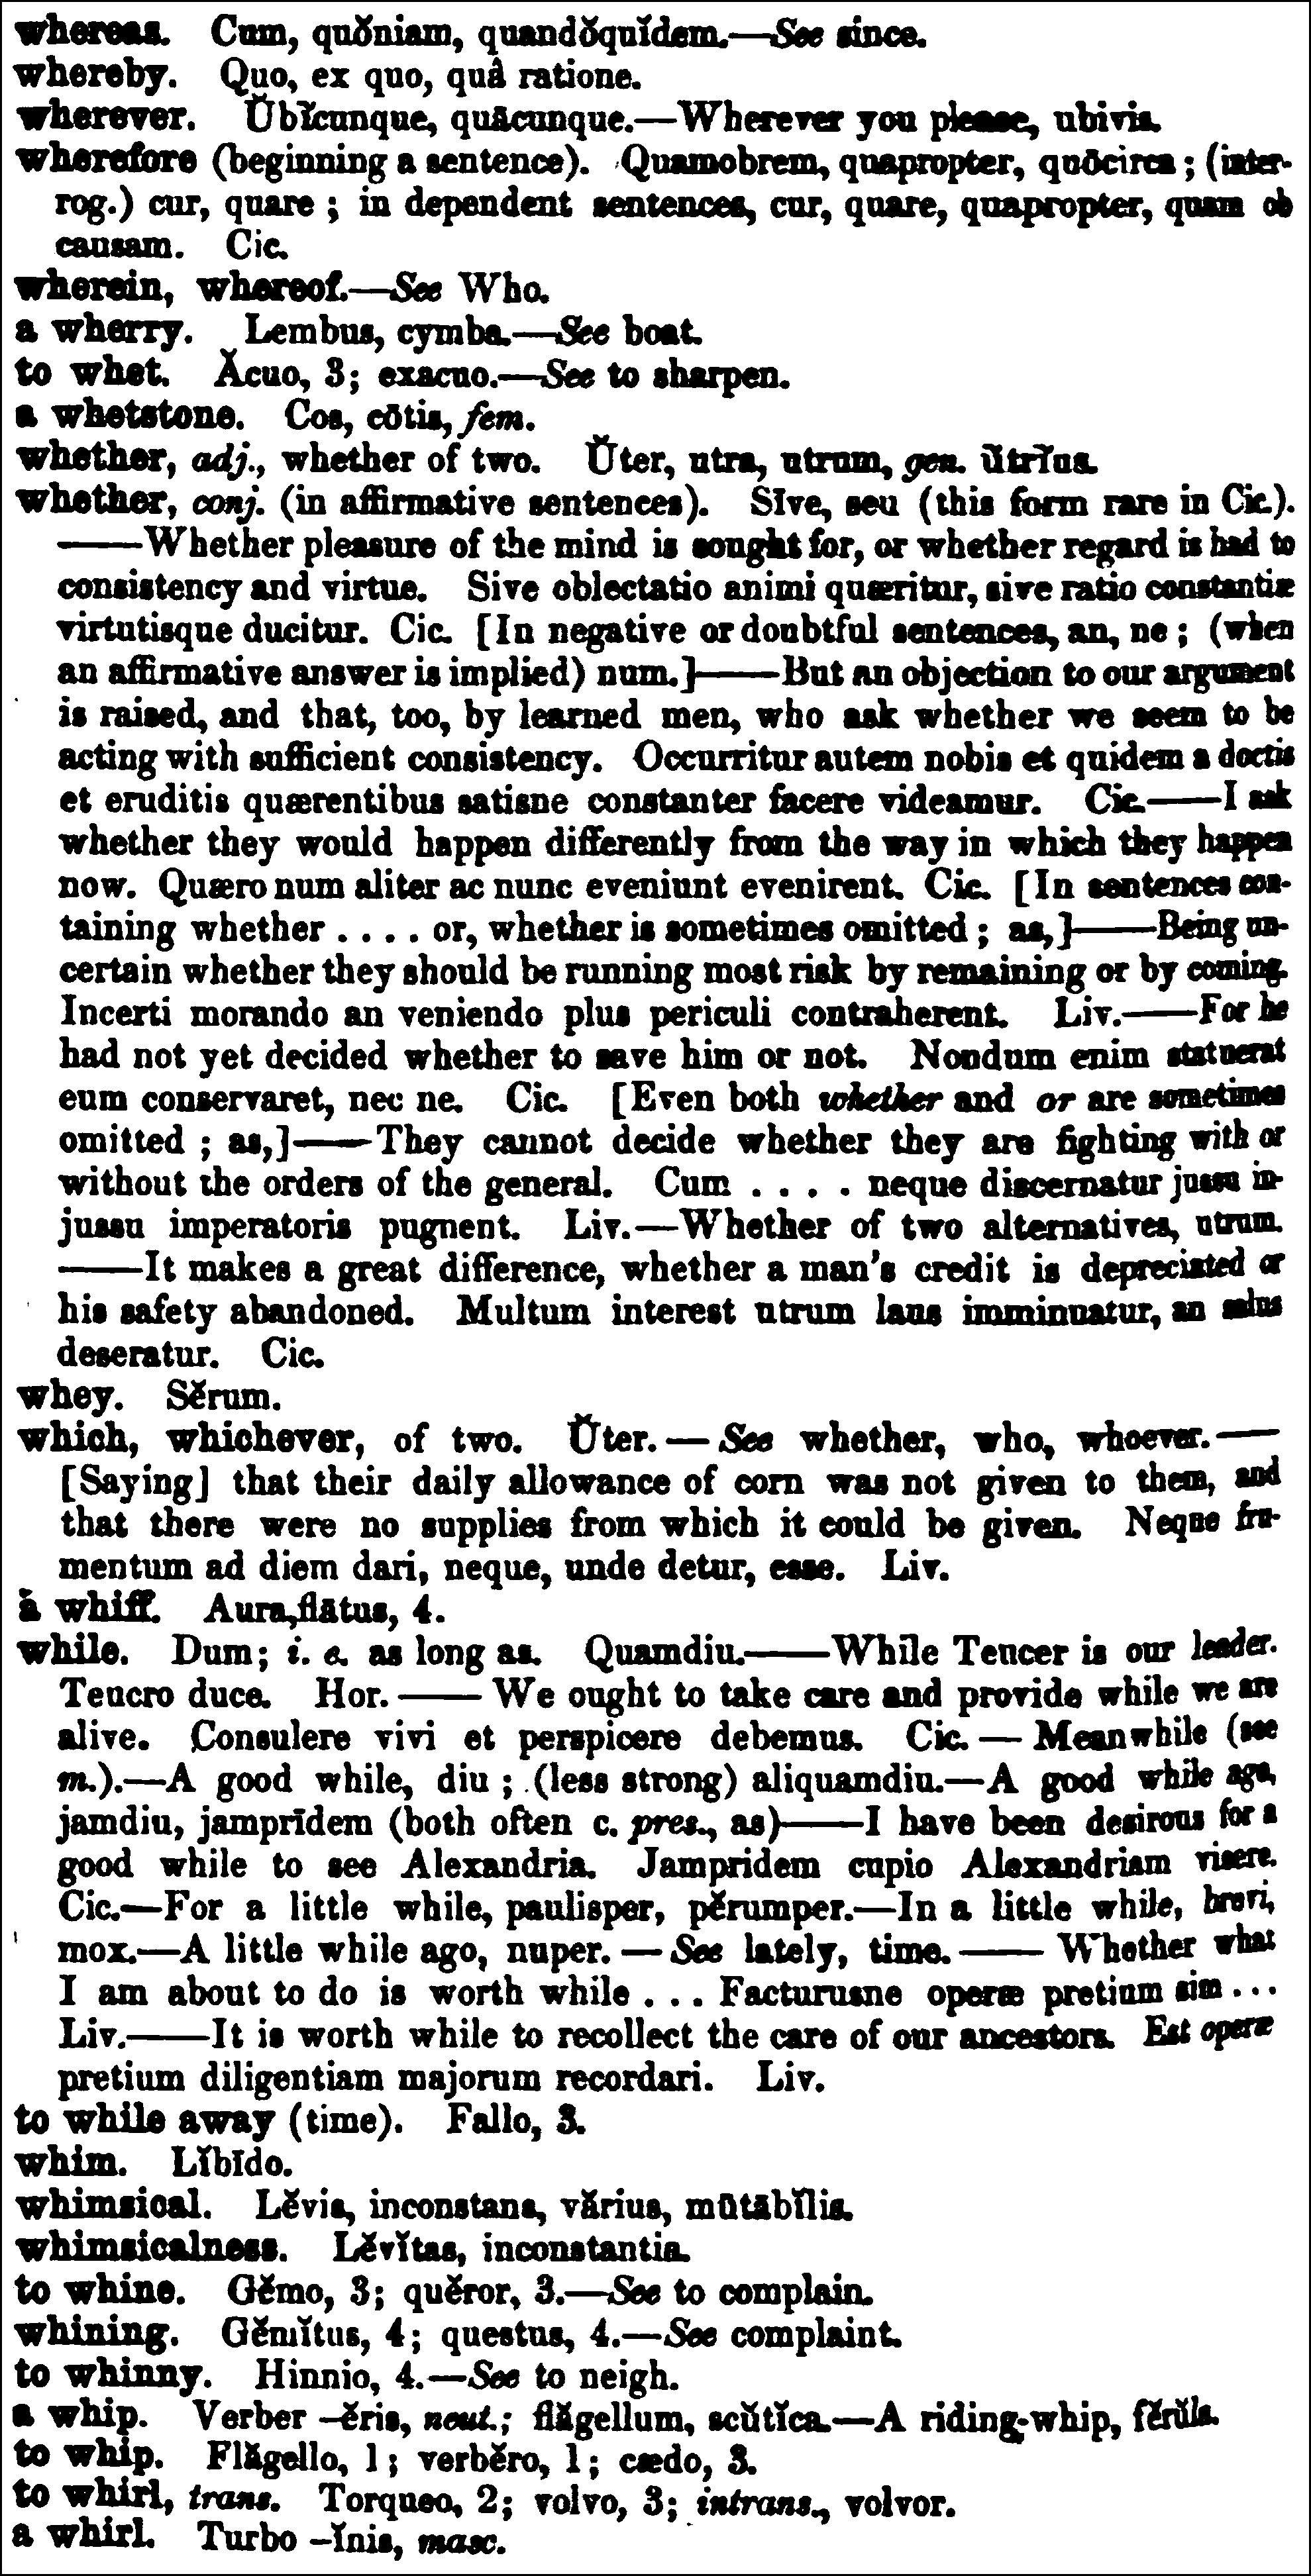 whereas. Cum, quŏniam, quandŏquĭdem.—See since.
whereby. Quo, ex quo, quâ ratione.
wherever. Ŭbĭcunque, quācunque.—Wherever you please, ubivis.
wherefore (beginning a sentence). Quamobrem, quapropter, quōcirca; (inter-
rog.) cur, quare; in dependent sentences, cur, quare, quapropter, quam ob
causam. Cic.
wherein, whereof.—See Who.
a wherry. Lembus, cymba.—See boat.
to whet. Ăcuo, 3; exacuo.—See to sharpen.
a whetstone. Cos, cōtis, fem.
whether, adj., whether of two. Ŭter, utra, utrum, gen. ŭtrĭus.
whether, conj. (in affirmative sentences). Sīve, seu (this form rare in Cic.).
——Whether pleasure of the mind is sought for, or whether regard is had to
consistency and virtue. Sive oblectatio animi quæritur, sive ratio constantiæ
virtutisque ducitur. Cic. [In negative or doubtful sentences, an, ne; (when
an affirmative answer is implied) num.]——But an objection to our argument
is raised, and that, too, by learned men, who ask whether we seem to be
acting with sufficient consistency. Occurritur autem nobis et quidem a doctis
et eruditis quærentibus satisne constanter facere videamur. Cic.——I ask
whether they would happen differently from the way in which they happen
now. Quæro num aliter ac nunc eveniunt evenirent. Cic. [In sentences con-
taining whether .... or, whether is sometimes omitted; as,]——Being un-
certain whether they should be running most risk by remaining or by coming.
Incerti morando an veniendo plus periculi contraherent. Liv.——For he
had not yet decided whether to save him or not. Nondum enim statuerat
eum conservaret, nec ne. Cic. [Even both whether and or are sometimes
omitted; as,]——They cannot decide whether they are fighting with or
without the orders of the general. Cum .... neque discernatur jussu in-
jussu imperatoris pugnent. Liv.—Whether of two alternatives, utrum.
——It makes a great difference, whether a man's credit is depreciated or
his safety abandoned. Multum interest utrum laus imminuatur, an salus
deseratur. Cic.
whey. Sĕrum.
which, whichever, of two. Ŭter.—See whether, who, whoever.——
[Saying] that their daily allowance of corn was not given to them, and
that there were no supplies from which it could be given. Neque fru-
mentum ad diem dari, neque, unde detur, esse. Liv.
a whiff. Aura, flātus, 4.
while. Dum; i. e. as long as. Quamdiu.——While Teucer is our leader.
Teucro duce. Hor.——We ought to take care and provide while we are
alive. Consulere vivi et perspicere debemus. Cic.—Meanwhile (see
m.).—A good while, diu; (less strong) aliquamdiu.—A good while ago,
jamdiu, jamprīdem (both often c. pres., as)——I have been desirous for a
good while to see Alexandria. Jampridem cupio Alexandriam visere.
Cic.—For a little while, paulisper, pĕrumper.—In a little while, brevi,
mox.—A little while ago, nuper.—See lately, time.——Whether what
I am about to do is worth while ... Facturusne operæ pretium sim ...
Liv.——It is worth while to recollect the care of our ancestors. Est operæ
pretium diligentiam majorum recordari. Liv.
to while away (time). Fallo, 3.
whim. Lĭbīdo.
whimsical. Lĕvis, inconstans, vărius, mūtābĭlis.
whimsicalness. Lĕvĭtas, inconstantia.
to whine. Gĕmo, 3; quĕror, 3.—See to complain.
whining. Gĕmĭtus, 4; questus, 4.—See complaint.
to whinny. Hinnio, 4.—See to neigh.
a whip. Verber -ĕris, neut.; flăgellum, scŭtĭca.—A riding-whip, fĕrŭla.
to whip. Flăgello, 1; verbĕro, 1; cædo, 3.
to whirl, trans. Torqueo, 2; volvo, 3; intrans., volvor.
a whirl. Turbo -ĭnis, masc.